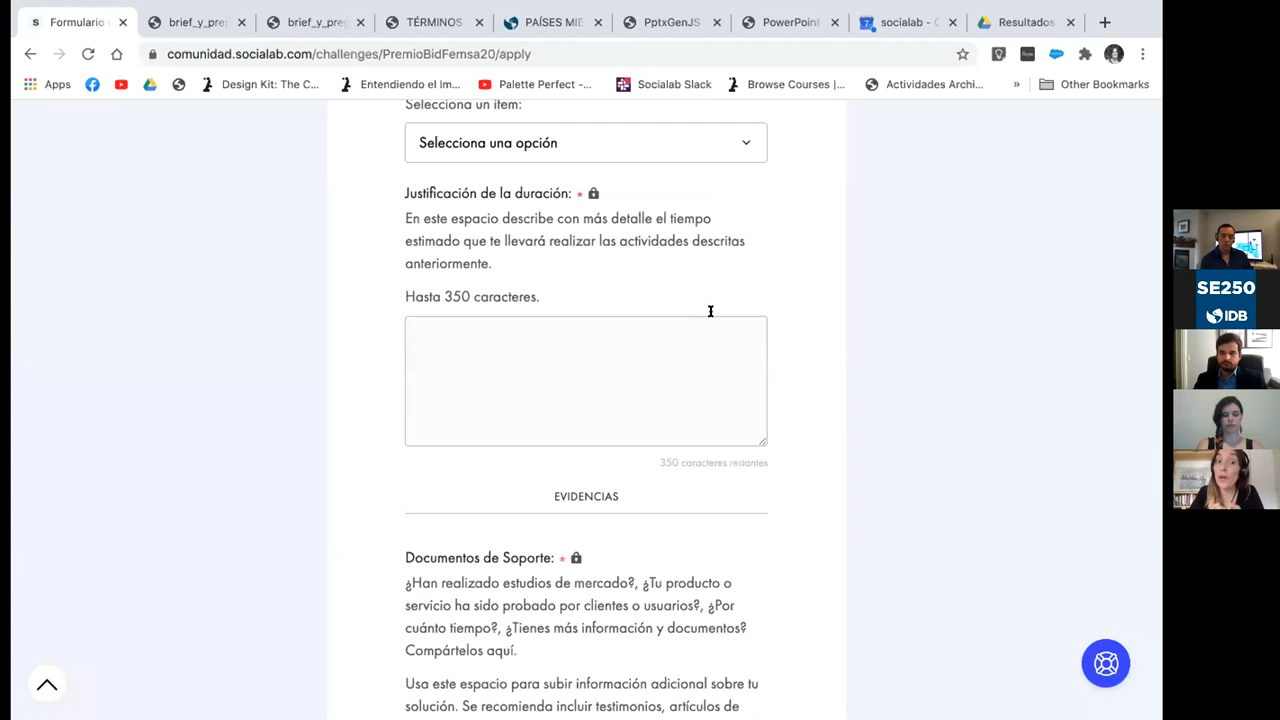 Formulario
brief_y_pre
brief_y_pre
TÉRMINOS
PAÍSES MIE
PptxGenJS
PowerPoint
socialab - C
Resultados
comunidad.socialab.com/challenges/PremioBidFemsa20/apply
Apps
Design Kit: The C...
Entendiendo el Im...
Palette Perfect -...
Socialab Slack
Browse Courses |...
Actividades Archi...
»
Other Bookmarks
Selecciona un ítem:
Selecciona una opción
Justificación de la duración: *
En este espacio describe con más detalle el tiempo
estimado que te llevará realizar las actividades descritas
anteriormente.
Hasta 350 caracteres.
350 caracteres restantes
EVIDENCIAS
Documentos de Soporte: *
¿Han realizado estudios de mercado?, ¿Tu producto o
servicio ha sido probado por clientes o usuarios?, ¿Por
cuánto tiempo?, ¿Tienes más información y documentos?
Compártelos aquí.
Usa este espacio para subir información adicional sobre tu
solución. Se recomienda incluir testimonios, artículos de
SE250
IDB